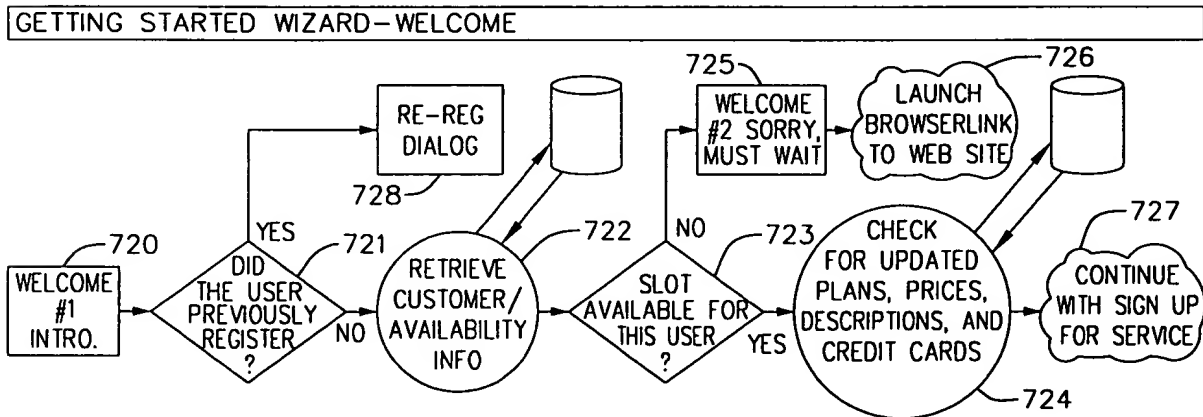 GETTING STARTED WIZARD–WELCOME
720
WELCOME
#1
INTRO.
721
DID
THE USER
PREVIOUSLY
REGISTER
?
YES
NO
RE-REG
DIALOG
728
722
RETRIEVE
CUSTOMER/
AVAILABILITY
INFO
723
SLOT
AVAILABLE FOR
THIS USER
?
NO
YES
725
WELCOME
#2 SORRY,
MUST WAIT
726
LAUNCH
BROWSERLINK
TO WEB SITE
CHECK
FOR UPDATED
PLANS, PRICES,
DESCRIPTIONS, AND
CREDIT CARDS
724
727
CONTINUE
WITH SIGN UP
FOR SERVICE